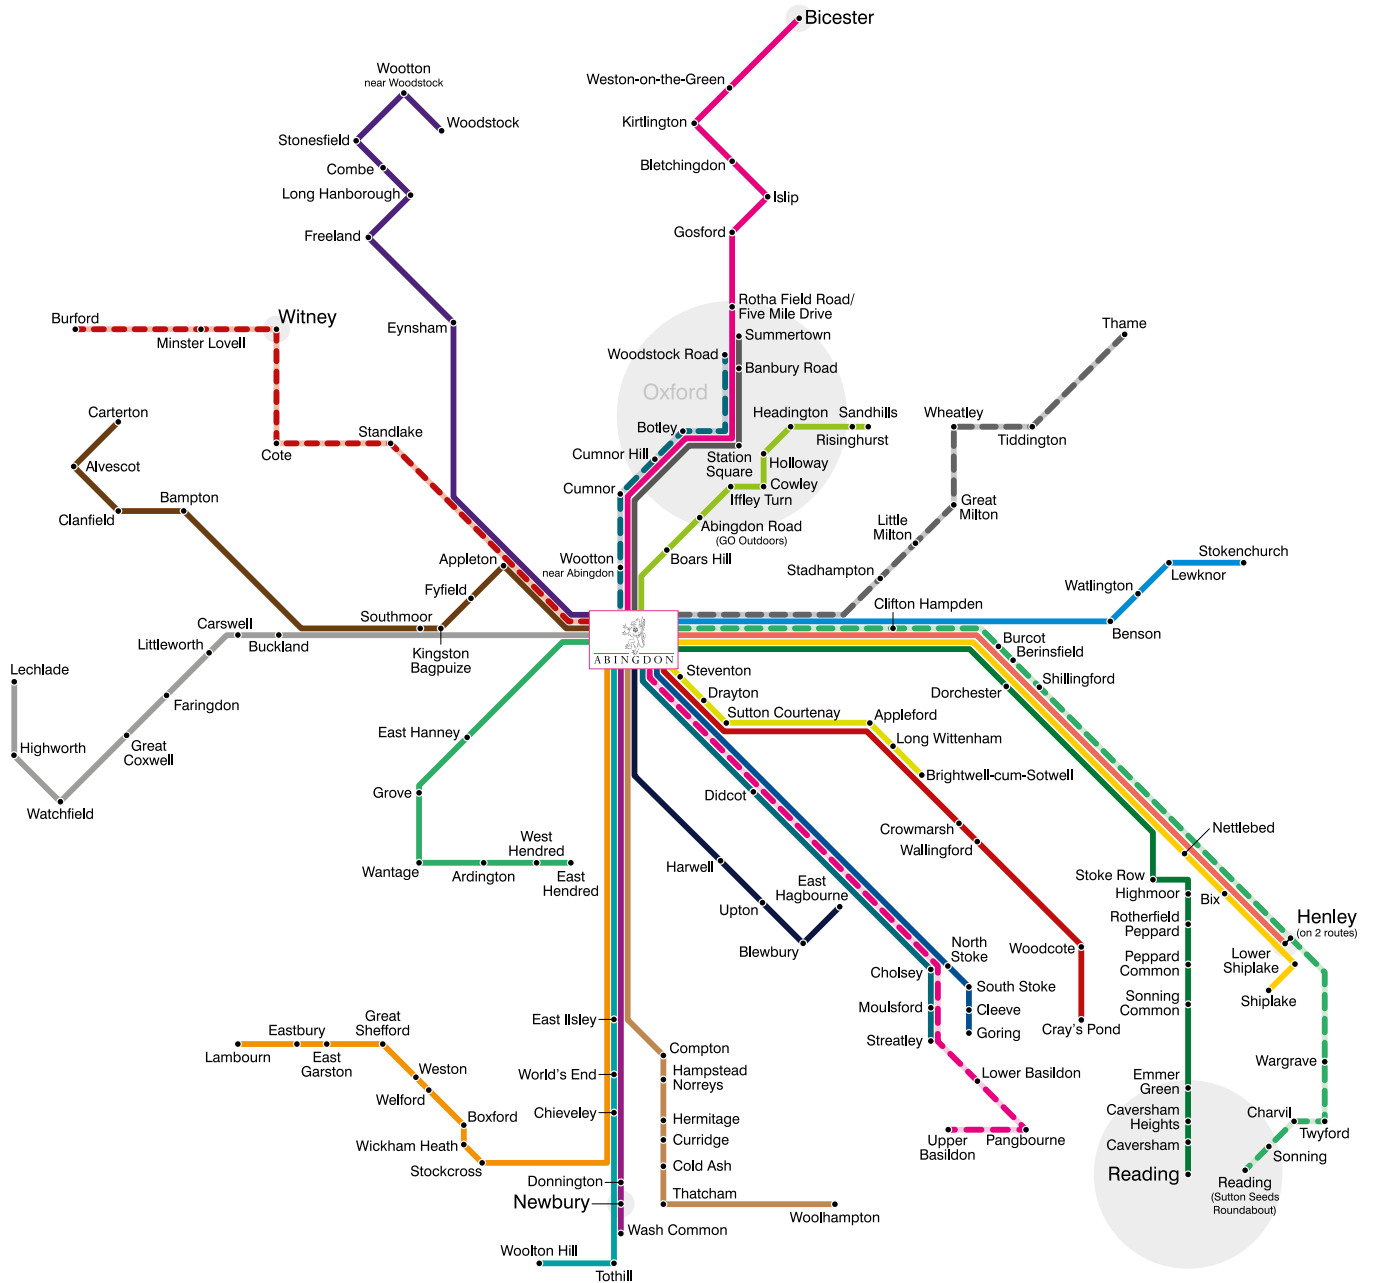 Bicester
Wootton
near Woodstock
Weston-on-the-Green
Woodstock
Kirtlington
Stonesfield
Bletchingdon
Combe
Long Hanborough
Islip
Freeland
Gosford
Rotha Field Road/
Five Mile Drive
Burford
Witney
Eynsham
Minster Lovell
Summertown
Thame
Woodstock Road
Banbury Road
Oxford
Carterton
Standlake
Cote
Botley
Headington
Sandhills
Risinghurst
Wheatley
Tiddington
Cumnor Hill
Station
Square
Holloway
Alvescot
Cumnor
Cowley
Iffley Turn
Bampton
Clanfield
Great
Milton
Abingdon Road
(GO Outdoors)
Little
Milton
Appleton
Wootton
near Abingdon
Boars Hill
Stokenchurch
Lewknor
Stadhampton
Fyfield
Watlington
Clifton Hampden
Southmoor
Carswell
Littleworth
Buckland
Kingston
Bagpuize
Benson
ABINGDON
Burcot
Berinsfield
Lechlade
Steventon
Shillingford
Faringdon
Drayton
Dorchester
Sutton Courtenay
Appleford
East Hanney
Long Wittenham
Highworth
Great
Coxwell
Brightwell-cum-Sotwell
Grove
Didcot
Watchfield
Crowmarsh
Wallingford
Nettlebed
West
Hendred
Wantage
Ardington
East
Hendred
Harwell
Stoke Row
Highmoor
East
Hagbourne
Bix
Upton
Rotherfield
Peppard
Henley
(on 2 routes)
Blewbury
North
Stoke
Woodcote
Peppard
Common
Lower
Shiplake
Cholsey
South Stoke
Shiplake
Moulsford
Cleeve
Sonning
Common
East Ilsley
Goring
Cray's Pond
Streatley
Great
Shefford
Eastbury
Lambourn
East
Garston
Compton
Wargrave
Weston
World's End
Hampstead
Norreys
Lower Basildon
Emmer
Green
Welford
Boxford
Chieveley
Hermitage
Caversham
Heights
Charvil
Twyford
Upper
Basildon
Pangbourne
Wickham Heath
Curridge
Caversham
Sonning
Stockcross
Cold Ash
Reading
Reading
(Sutton Seeds
Roundabout)
Donnington
Thatcham
Newbury
Woolhampton
Wash Common
Woolton Hill
Tothill